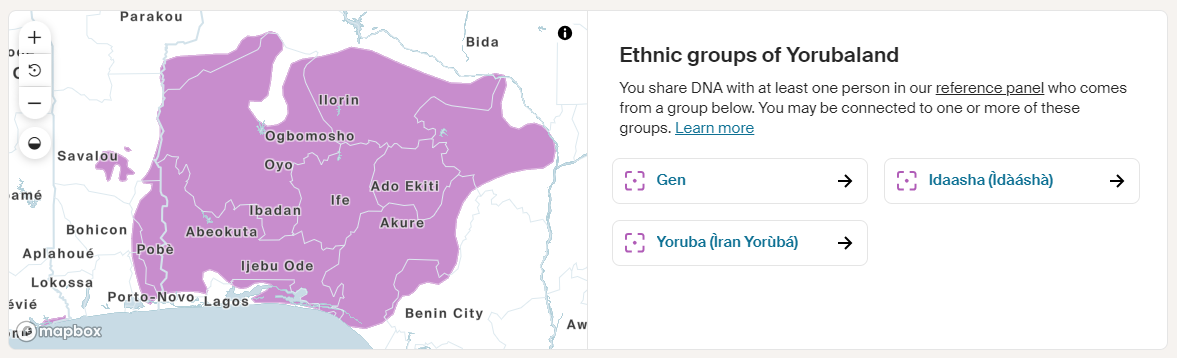 Parakou
Bida
Ilorin
Ogbomosho
Savalou
Oyo
Ado Ekiti
Ife
Ibadan
Akure
Bohicon
Abeokuta
Pobè
Aplahoué
Ijebu Ode
Lokossa
Porto-Novo
Lagos
Benin City
mapbox
Ethnic groups of Yorubaland
You share DNA with at least one person in our reference panel who comes
from a group below. You may be connected to one or more of these
groups. Learn more
Gen
Idaasha (Ìdàáshà)
Yoruba (Ìran Yorùbá)